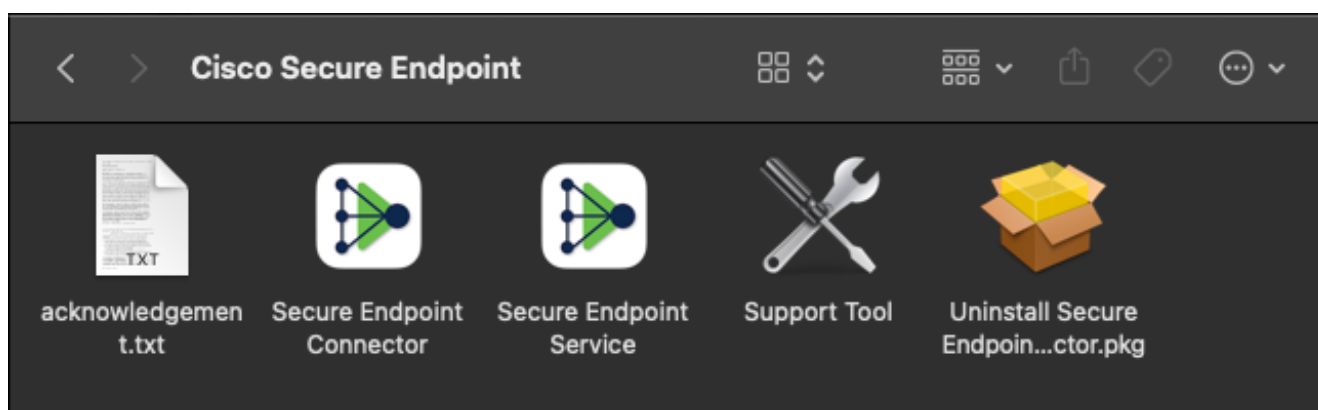 Cisco Secure Endpoint
TXT
acknowledgemen
t.txt
Secure Endpoint
Connector
Secure Endpoint
Service
Support Tool
Uninstall Secure
Endpoin...ctor.pkg